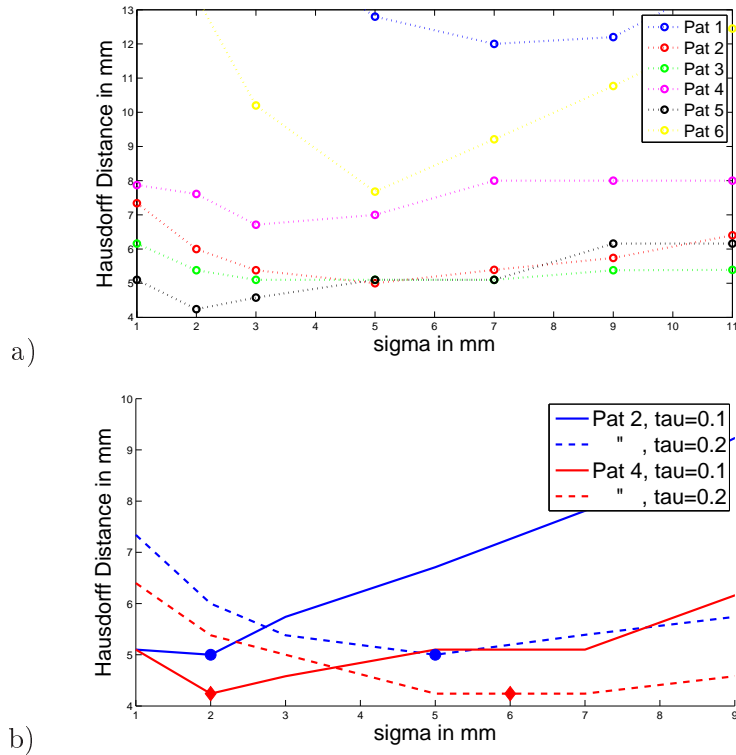 13
12
11
10
9
8
7
6
5
4
Hausdorff Distance in mm
Pat 1
Pat 2
Pat 3
Pat 4
Pat 5
Pat 6
1 2 3 4 5 6 7 8 9 10 11
sigma in mm
a)
10
9
8
7
6
5
4
Hausdorff Distance in mm
Pat 2, tau=0.1
" , tau=0.2
Pat 4, tau=0.1
" , tau=0.2
1 2 3 4 5 6 7 8 9
sigma in mm
b)